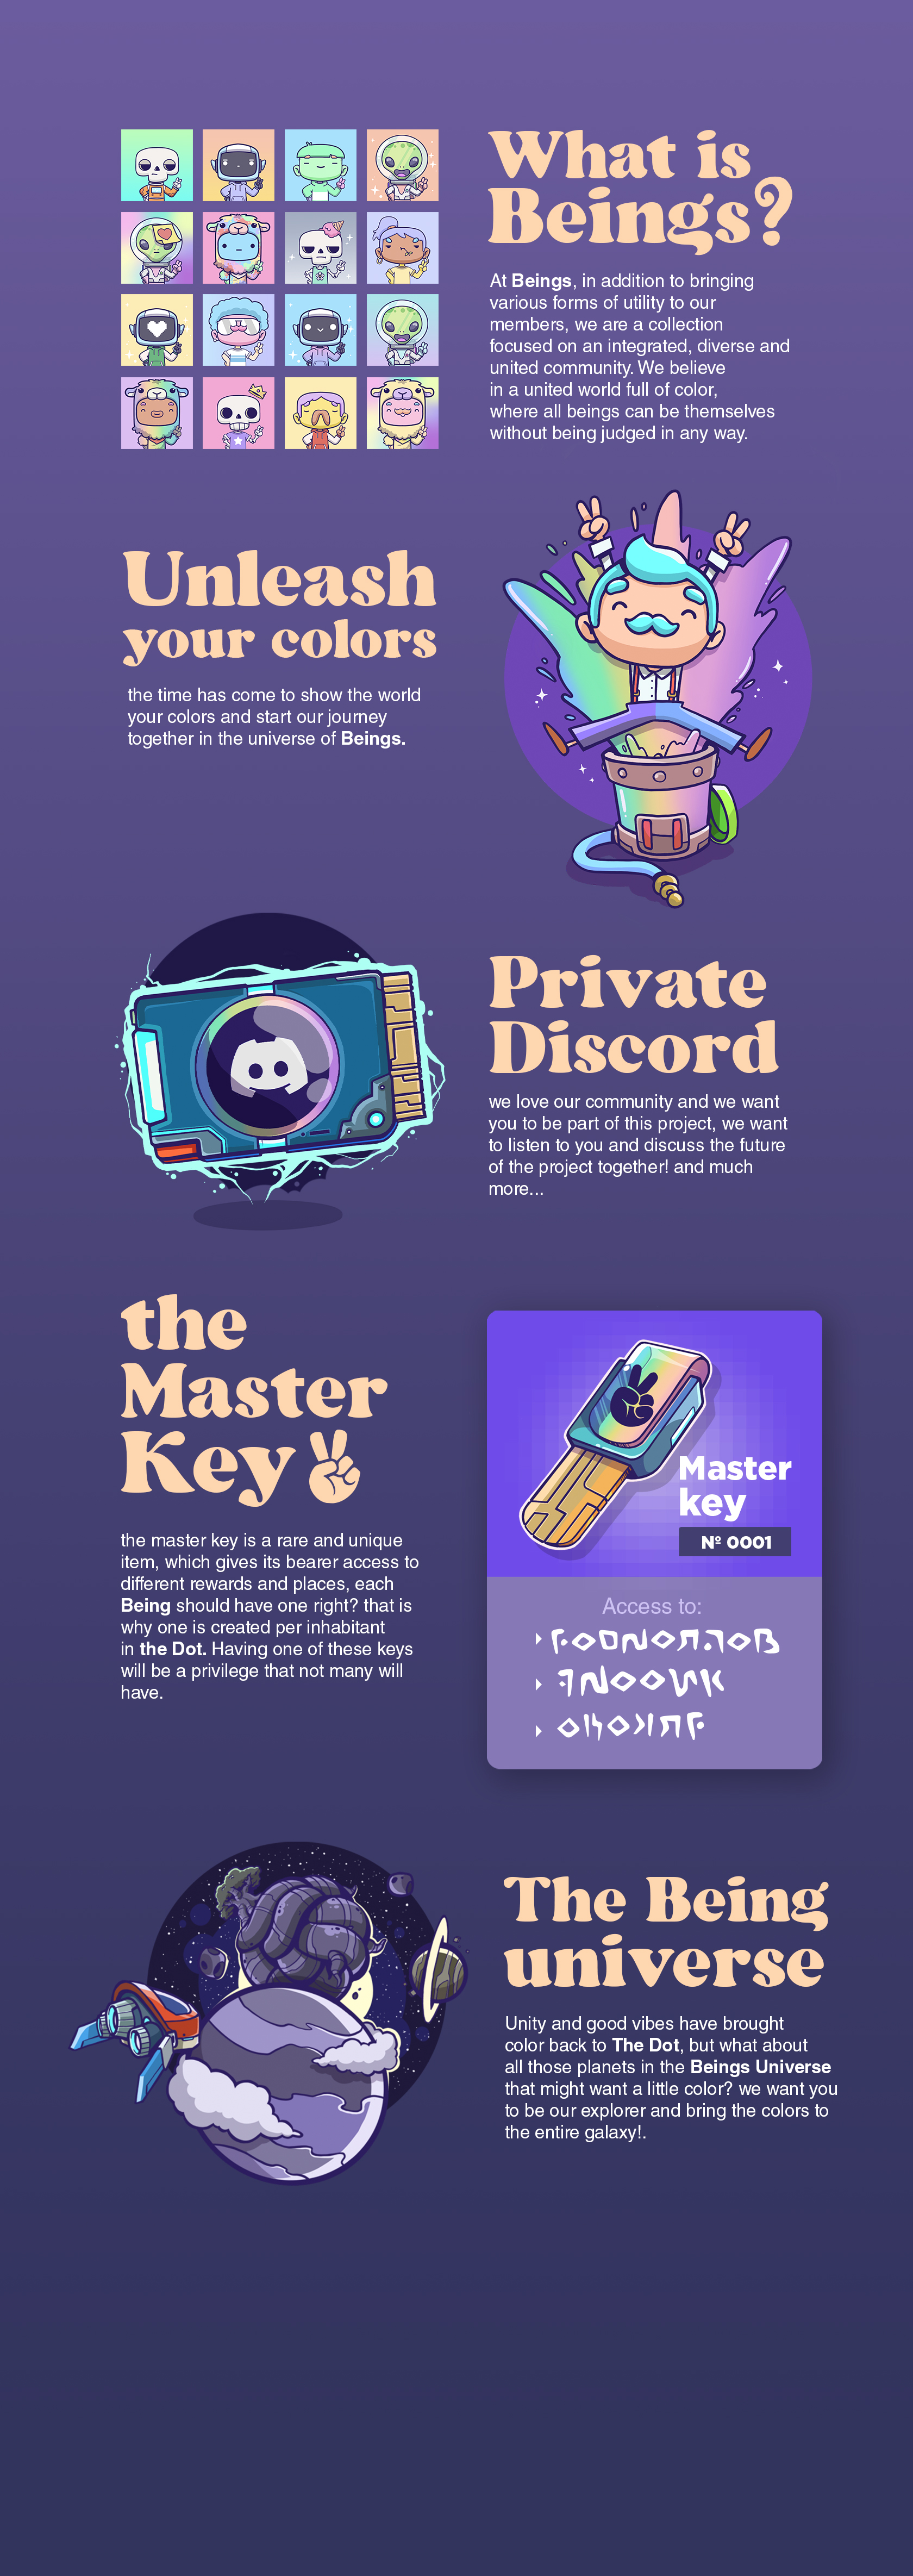 What is
Beings?
At Beings, in addition to bringing
various forms of utility to our
members, we are a collection
focused on an integrated, diverse and
united community. We believe
in a united world full of color,
where all beings can be themselves
without being judged in any way.
Unleash
your colors
the time has come to show the world
your colors and start our journey
together in the universe of Beings.
Private
Discord
we love our community and we want
you to be part of this project, we want
to listen to you and discuss the future
of the project together! and much
more...
the
Master
Key
the master key is a rare and unique
item, which gives its bearer access to
different rewards and places, each
Being should have one right? that is
why one is created per inhabitant
in the Dot. Having one of these keys
will be a privilege that not many will
have.
Master
key
Nº 0001
Access to:
The Being
universe
Unity and good vibes have brought
color back to The Dot, but what about
all those planets in the Beings Universe
that might want a little color? we want you
to be our explorer and bring the colors to
the entire galaxy!.